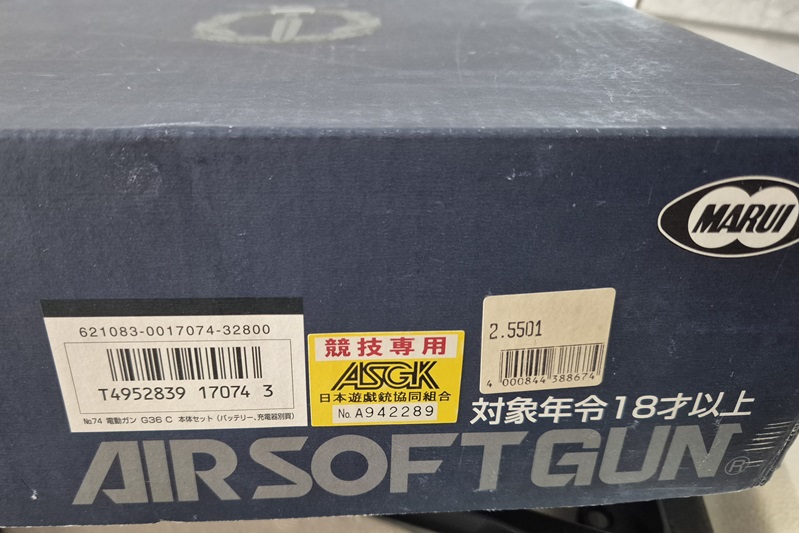 MARUI
621083-0017074-32800
T4952839 17074 3
No.74 電動ガン G36 C 本体セット (バッテリー、充電器別買)
競技専用
ASGK
日本遊戯銃協同組合
No. A942289
2.5501
4 000844 388674
対象年令18才以上
AIRSOFT GUN ®